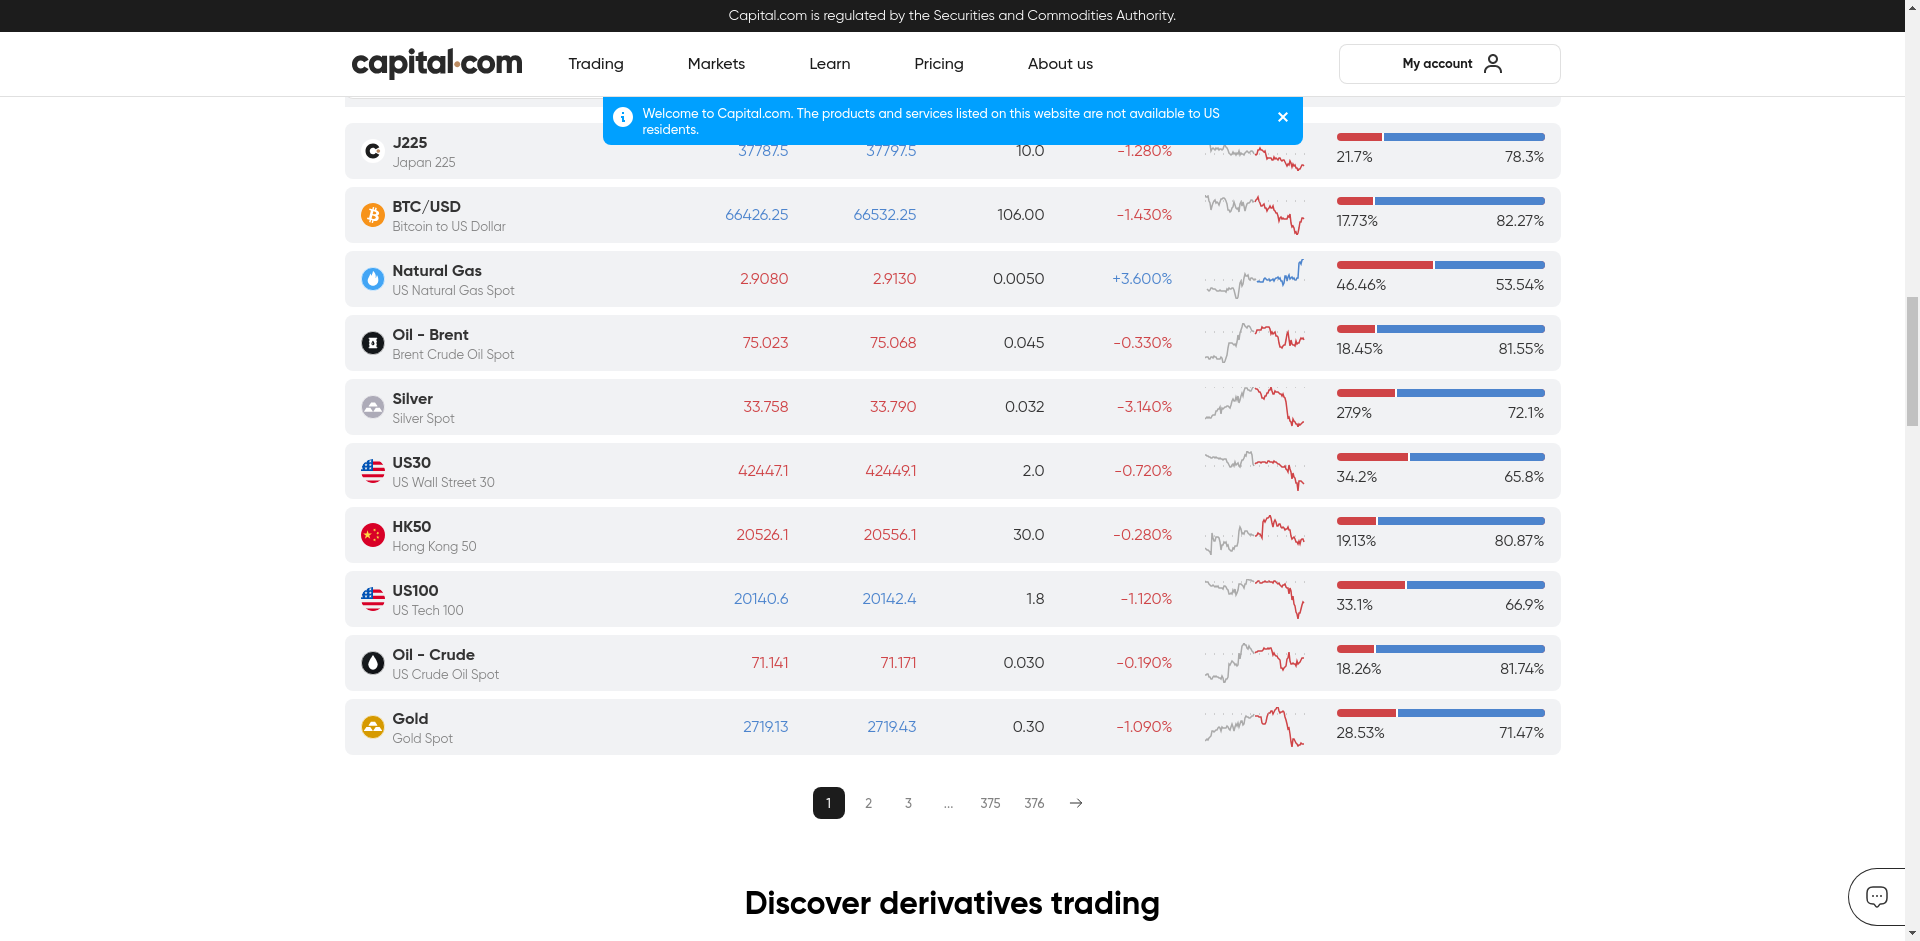 Capital.com is regulated by the Securities and Commodities Authority.
capital.com
Trading
Markets
Learn
Pricing
About us
My account
Welcome to Capital.com. The products and services listed on this website are not available to US
residents.
J225
Japan 225
37787.5
37797.5
10.0
-1.280%
21.7%
78.3%
BTC/USD
Bitcoin to US Dollar
66426.25
66532.25
106.00
-1.430%
17.73%
82.27%
Natural Gas
US Natural Gas Spot
2.9080
2.9130
0.0050
+3.600%
46.46%
53.54%
Oil - Brent
Brent Crude Oil Spot
75.023
75.068
0.045
-0.330%
18.45%
81.55%
Silver
Silver Spot
33.758
33.790
0.032
-3.140%
27.9%
72.1%
US30
US Wall Street 30
42447.1
42449.1
2.0
-0.720%
34.2%
65.8%
HK50
Hong Kong 50
20526.1
20556.1
30.0
-0.280%
19.13%
80.87%
US100
US Tech 100
20140.6
20142.4
1.8
-1.120%
33.1%
66.9%
Oil - Crude
US Crude Oil Spot
71.141
71.171
0.030
-0.190%
18.26%
81.74%
Gold
Gold Spot
2719.13
2719.43
0.30
-1.090%
28.53%
71.47%
1
2
3
...
375
376
Discover derivatives trading